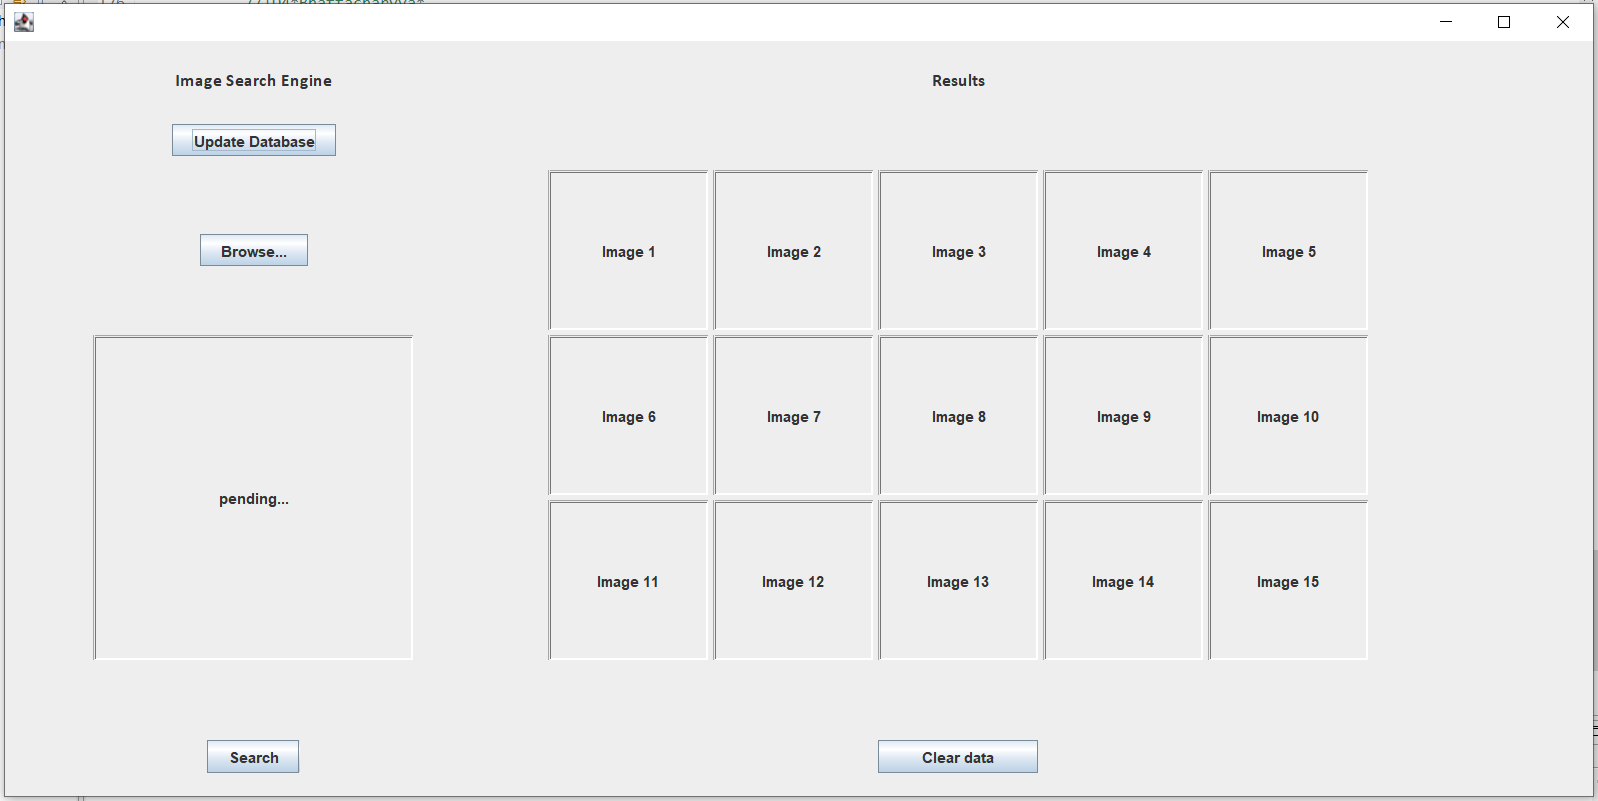 Image Search Engine
Results
Update Database
Browse...
Image 1
Image 2
Image 3
Image 4
Image 5
Image 6
Image 7
Image 8
Image 9
Image 10
pending...
Image 11
Image 12
Image 13
Image 14
Image 15
Search
Clear data